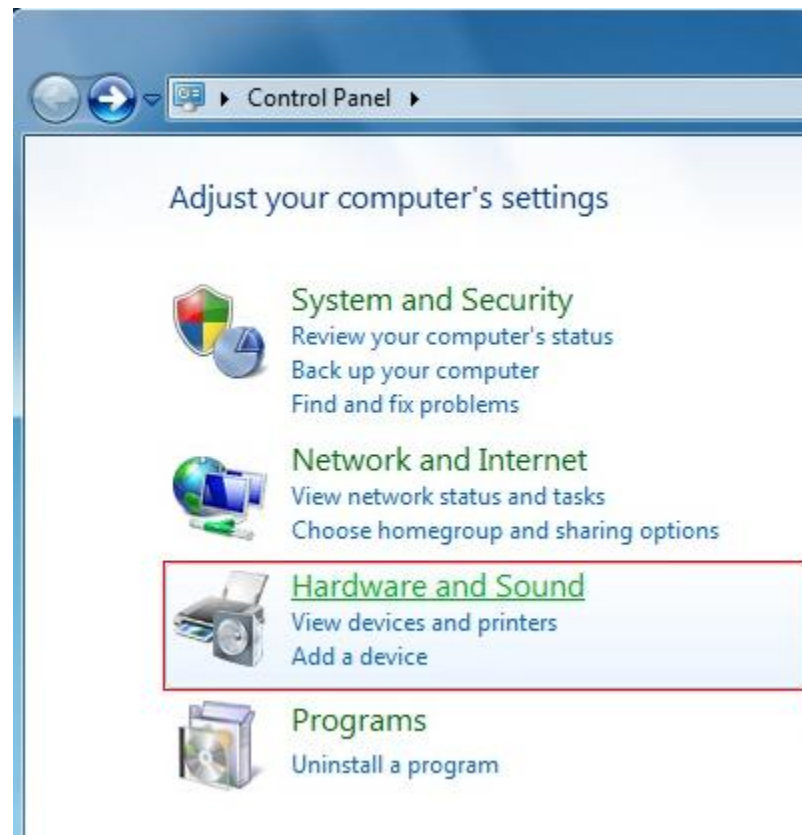 Control Panel
Adjust your computer's settings
System and Security
Review your computer's status
Back up your computer
Find and fix problems
Network and Internet
View network status and tasks
Choose homegroup and sharing options
Hardware and Sound
View devices and printers
Add a device
Programs
Uninstall a program